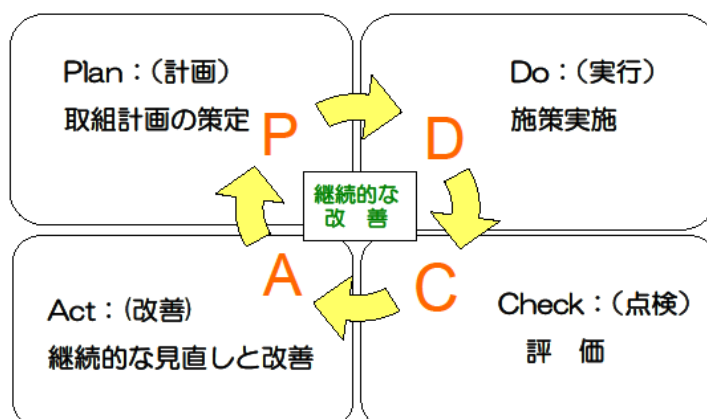 Plan：（計画）
取組計画の策定
P
Do：（実行）
施策実施
D
継続的な
改　善
Act：(改善)
継続的な見直しと改善
A
Check：（点検）
評　価
C